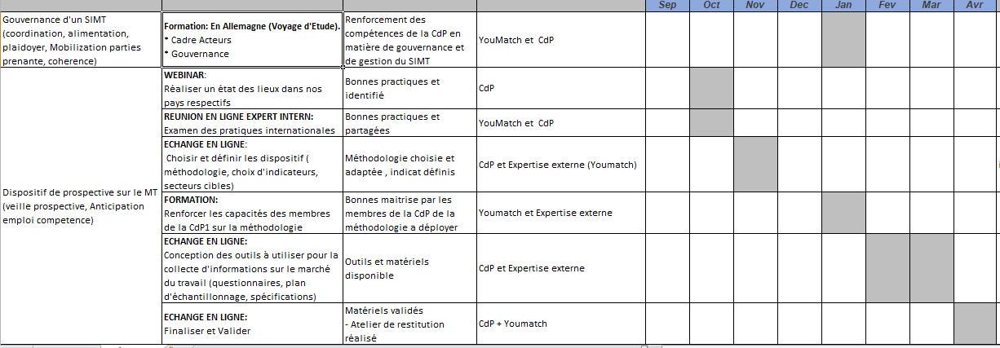 Sep Oct Nov Dec Jan Fev Mar Avr
Gouvernance d'un SIMT
(coordination, alimentation,
plaidoyer, Mobilization parties
prenante, coherence)
Formation: En Allemagne (Voyage d'Etude).
* Cadre Acteurs
* Gouvernance
Renforcement des
compétences de la CdP en
matière de gouvernance et
de gestion du SIMT
YouMatch et CdP
Dispositif de prospective sur le MT
(veille prospective, Anticipation
emploi competence)
WEBINAR:
Réaliser un état des lieux dans nos
pays respectifs
Bonnes pratiques et
identifié
CdP
REUNION EN LIGNE EXPERT INTERN:
Examen des pratiques internationales
Bonnes pratiques et
partagées
YouMatch et CdP
ECHANGE EN LIGNE:
Choisir et définir les dispositif (
méthodologie, choix d'indicateurs,
secteurs cibles)
Méthodologie choisie et
adaptée , indicat définis
CdP et Expertise externe (Youmatch)
FORMATION:
Renforcer les capacités des membres
de la CdP1 sur la méthodologie
Bonnes maitrise par les
membres de la CdP de la
méthodologie a déployer
Youmatch et Expertise externe
ECHANGE EN LIGNE:
Conception des outils à utiliser pour la
collecte d'informations sur le marché
du travail (questionnaires, plan
d'échantillonnage, spécifications)
Outils et matériels
disponible
CdP et Expertise externe
ECHANGE EN LIGNE:
Finaliser et Valider
Matériels validés
- Atelier de restitution
réalisé
CdP + Youmatch